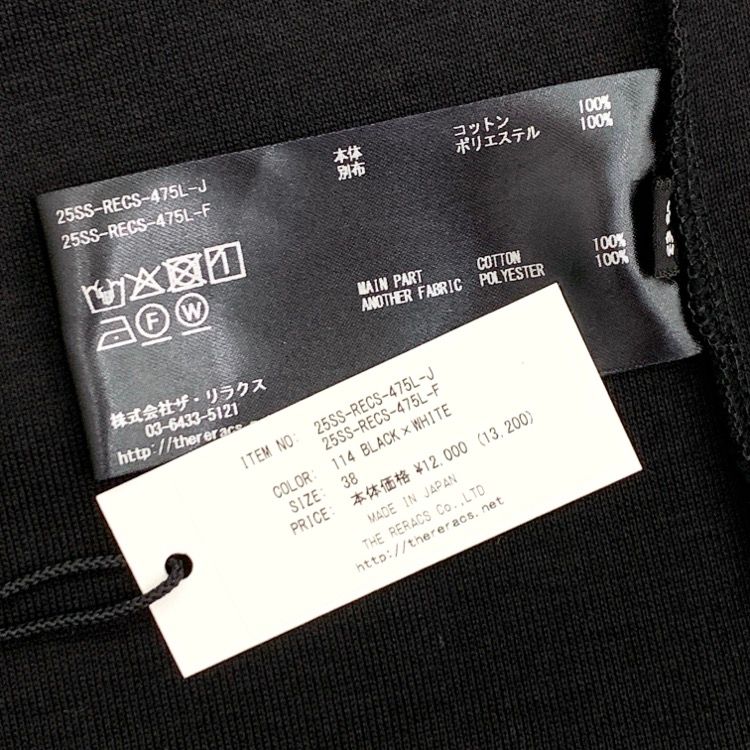 25SS-RECS-475L-J
25SS-RECS-475L-F
本体 コットン 100%
別布 ポリエステル 100%
MAIN PART COTTON 100%
ANOTHER FABRIC POLYESTER 100%
F W
株式会社ザ・リラクス
03-6433-5121
http://thereracs.
ITEM NO: 25SS-RECS-475L-J
25SS-RECS-475L-F
COLOR: 114 BLACK×WHITE
SIZE: 38
PRICE: 本体価格 ¥12,000 (13,200)
MADE IN JAPAN
THE RERACS Co.,LTD
http://thereracs.net